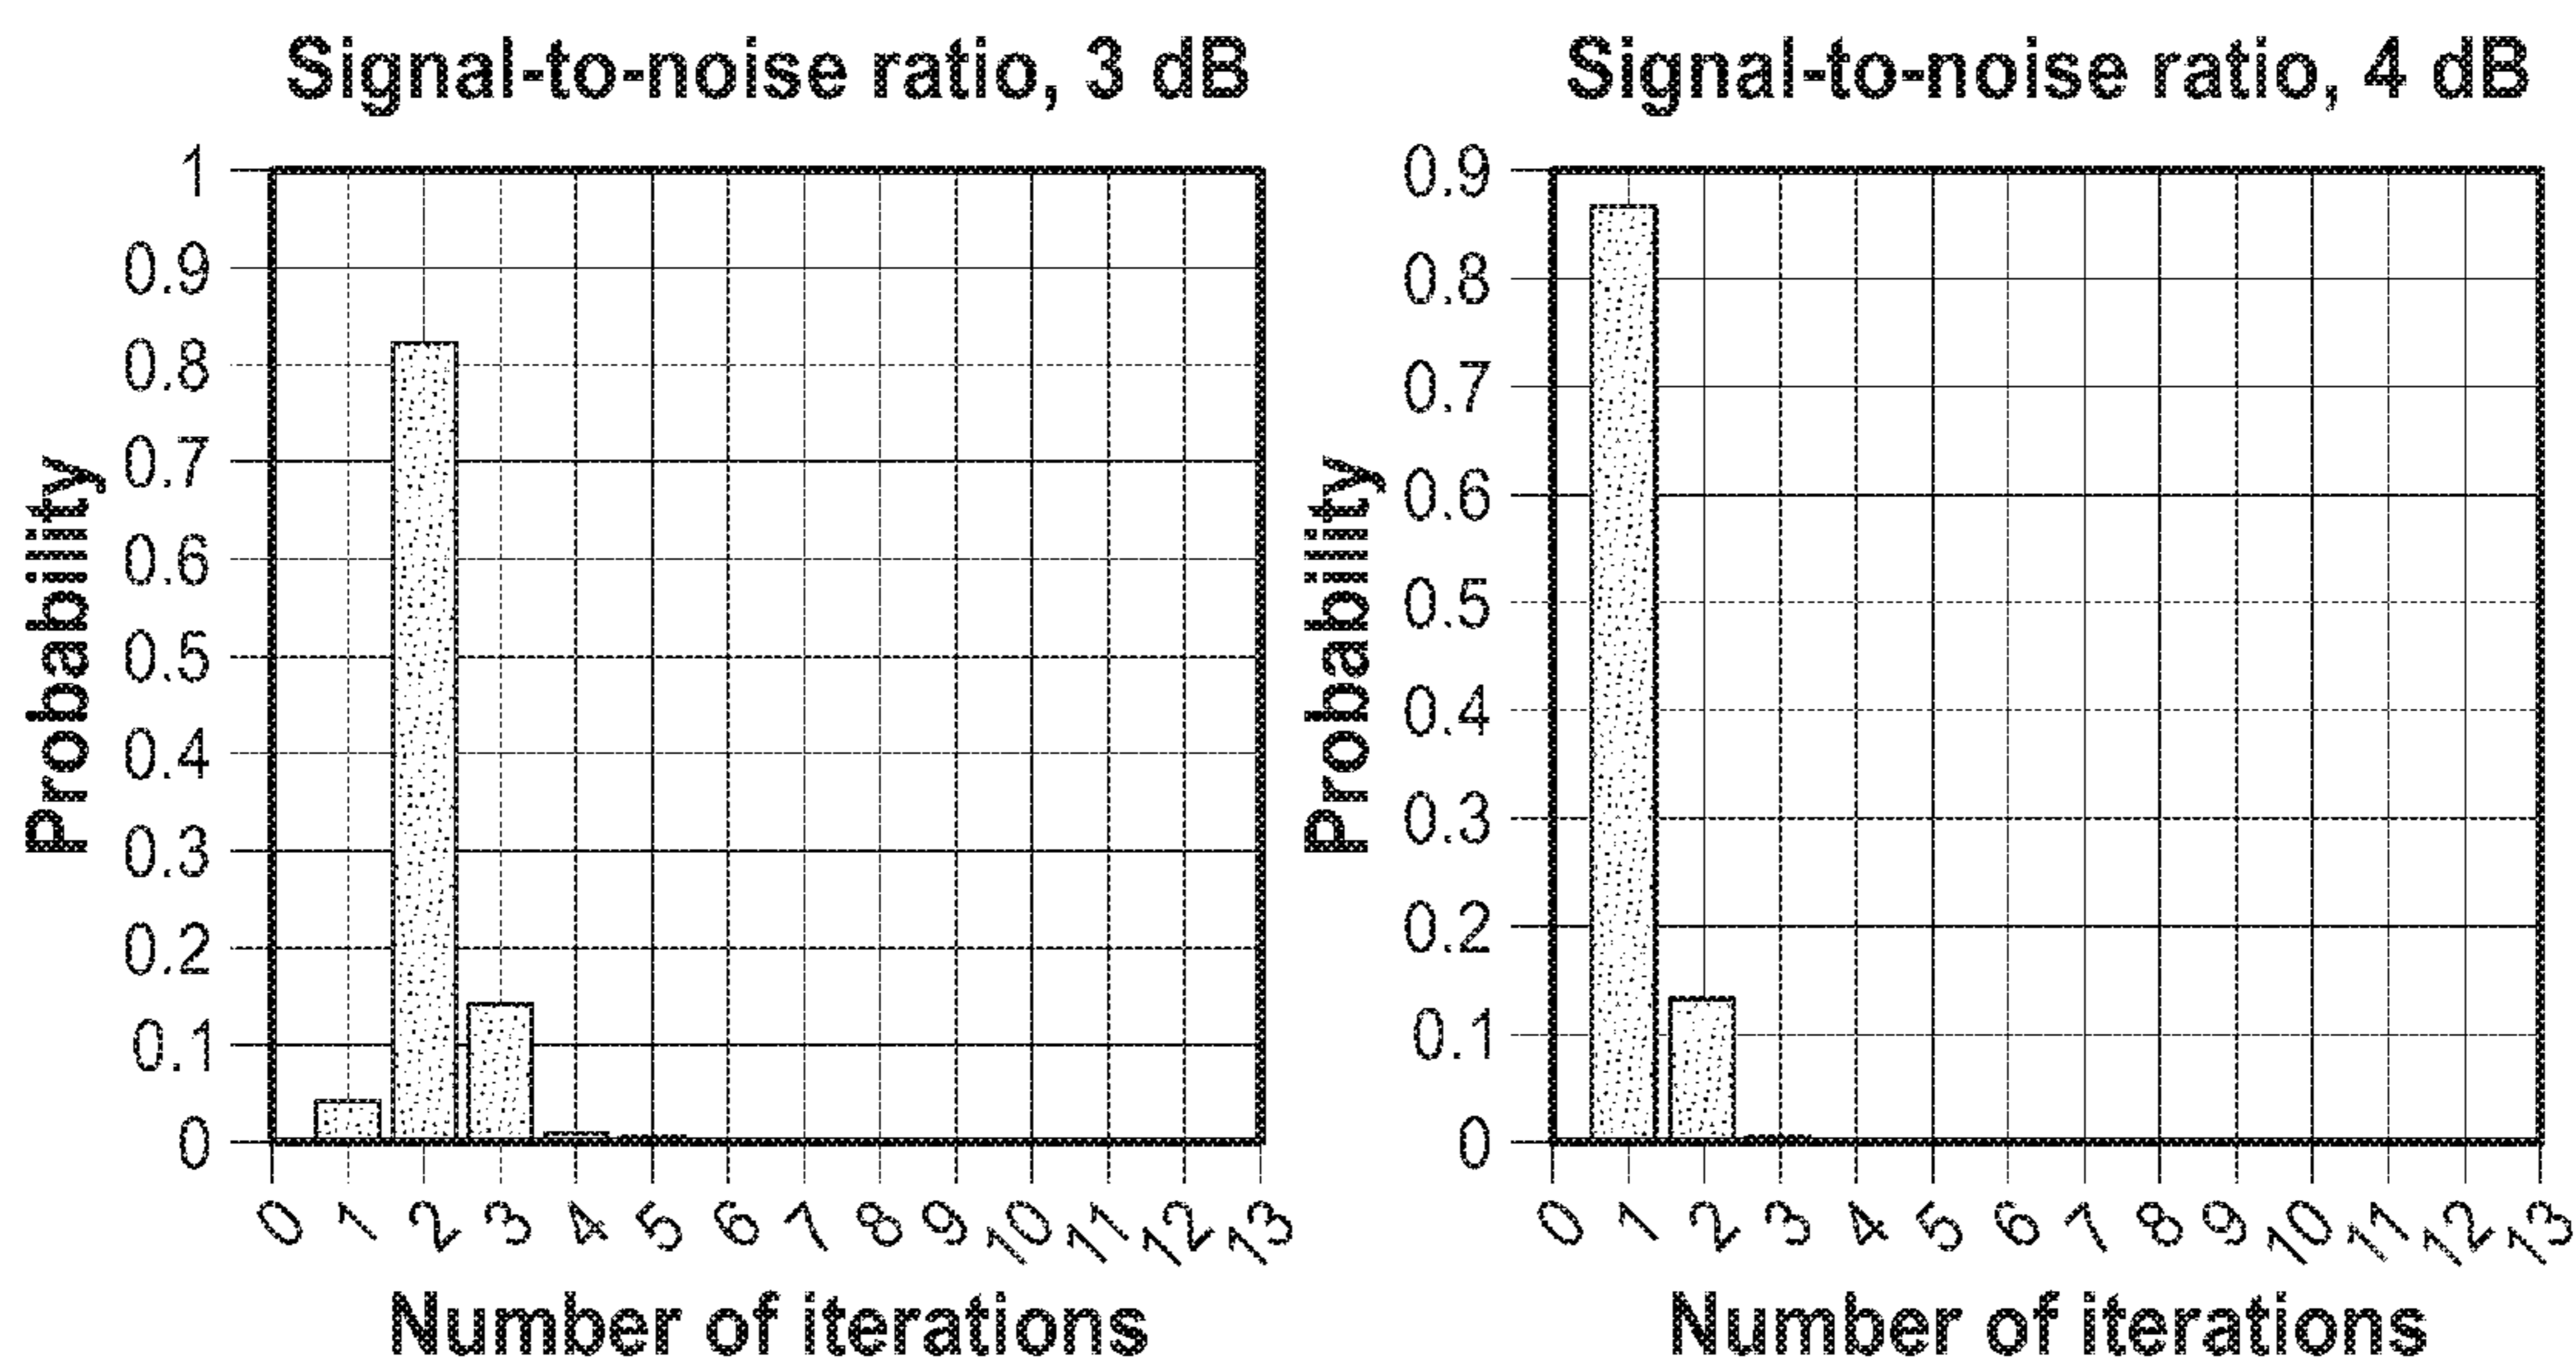 Signal-to-noise ratio, 3 dB
Probability
1
0.9
0.8
0.7
0.6
0.5
0.4
0.3
0.2
0.1
0
0 1 2 3 4 5 6 7 8 9 10 11 12 13
Number of iterations
Signal-to-noise ratio, 4 dB
Probability
0.9
0.8
0.7
0.6
0.5
0.4
0.3
0.2
0.1
0
0 1 2 3 4 5 6 7 8 9 10 11 12 13
Number of iterations